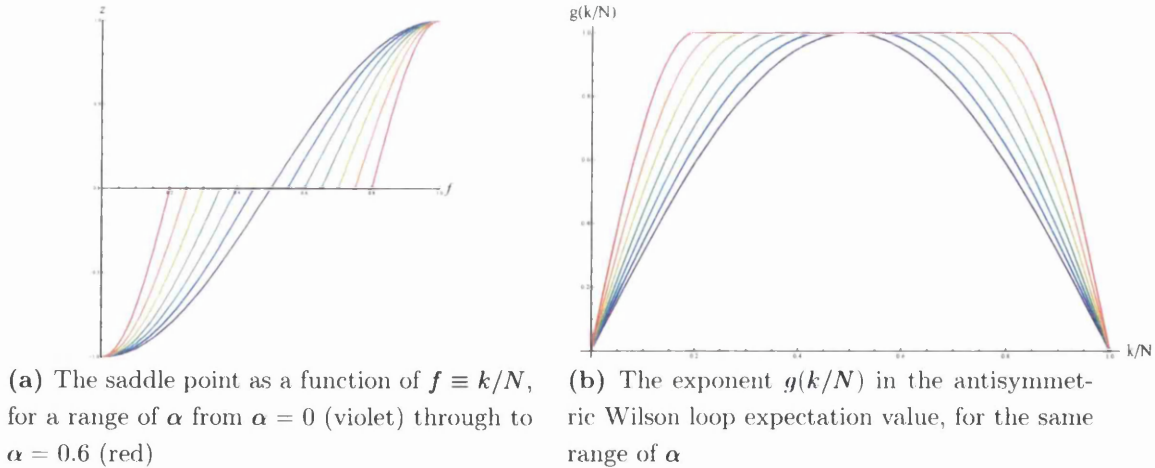 z
g(k/N)
f
k/N
(a) The saddle point as a function of f ≡ k/N,
for a range of α from α = 0 (violet) through to
α = 0.6 (red)
(b) The exponent g(k/N) in the antisymmet-
ric Wilson loop expectation value, for the same
range of α